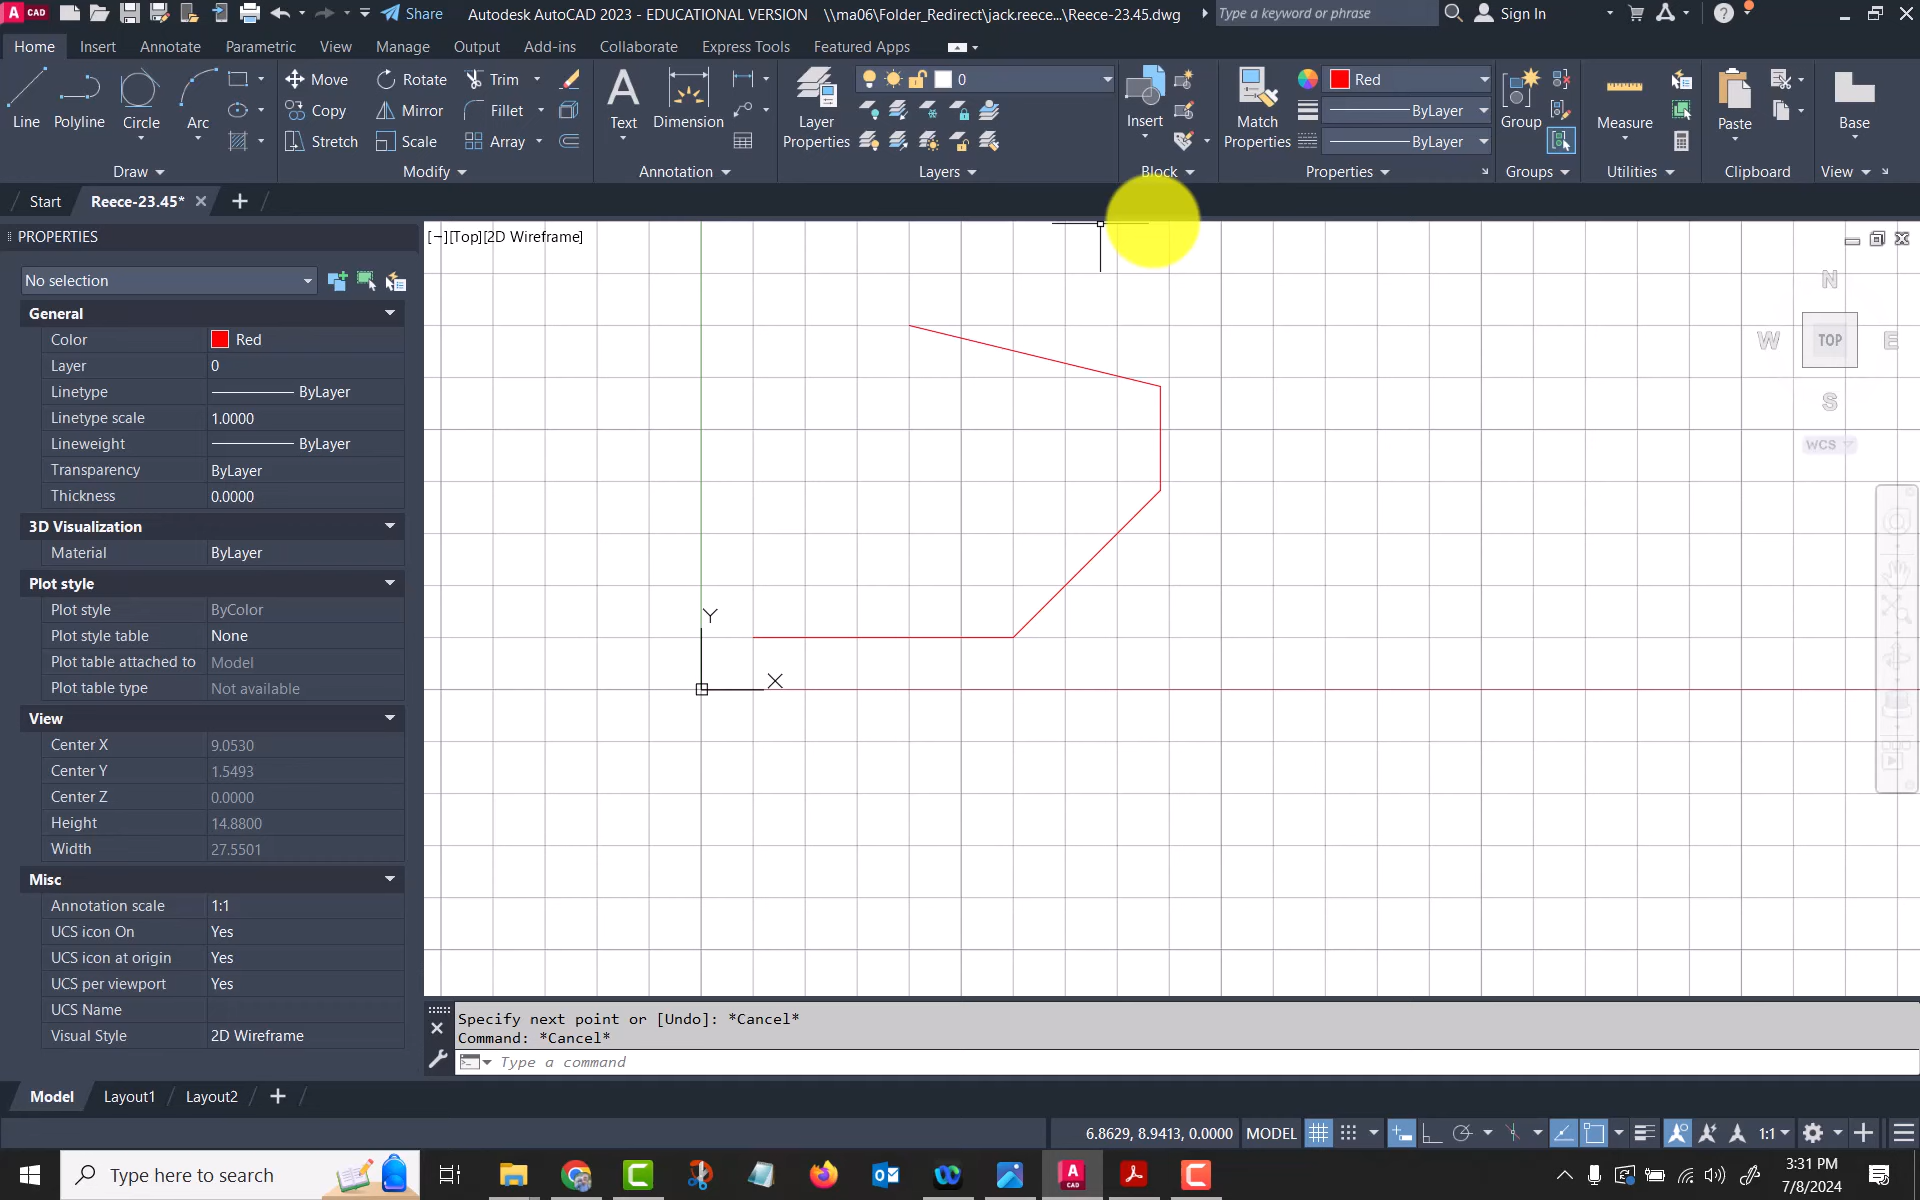 CAD
Share
Autodesk AutoCAD 2023 - EDUCATIONAL VERSION
\\ma06\Folder_Redirect\jack.reece...\Reece-23.45.dwg
Type a keyword or phrase
Sign In
Home
Insert
Annotate
Parametric
View
Manage
Output
Add-ins
Collaborate
Express Tools
Featured Apps
Line
Polyline
Circle
Arc
Draw
Move
Rotate
Trim
Copy
Mirror
Fillet
Stretch
Scale
Array
Modify
Text
Dimension
Annotation
Layer
Properties
0
Layers
Insert
Block
Match
Properties
Red
ByLayer
ByLayer
Properties
Group
Groups
Measure
Utilities
Paste
Clipboard
Base
View
Start
Reece-23.45*
PROPERTIES
No selection
General
Color Red
Layer 0
Linetype ByLayer
Linetype scale 1.0000
Lineweight ByLayer
Transparency ByLayer
Thickness 0.0000
3D Visualization
Material ByLayer
Plot style
Plot style ByColor
Plot style table None
Plot table attached to Model
Plot table type Not available
View
Center X 9.0530
Center Y 1.5493
Center Z 0.0000
Height 14.8800
Width 27.5501
Misc
Annotation scale 1:1
UCS icon On Yes
UCS icon at origin Yes
UCS per viewport Yes
UCS Name
Visual Style 2D Wireframe
[−][Top][2D Wireframe]
N
W
TOP
E
S
WCS
Y
X
Specify next point or [Undo]: *Cancel*
Command: *Cancel*
Type a command
Model
Layout1
Layout2
6.8629, 8.9413, 0.0000
MODEL
1:1
Type here to search
3:31 PM
7/8/2024